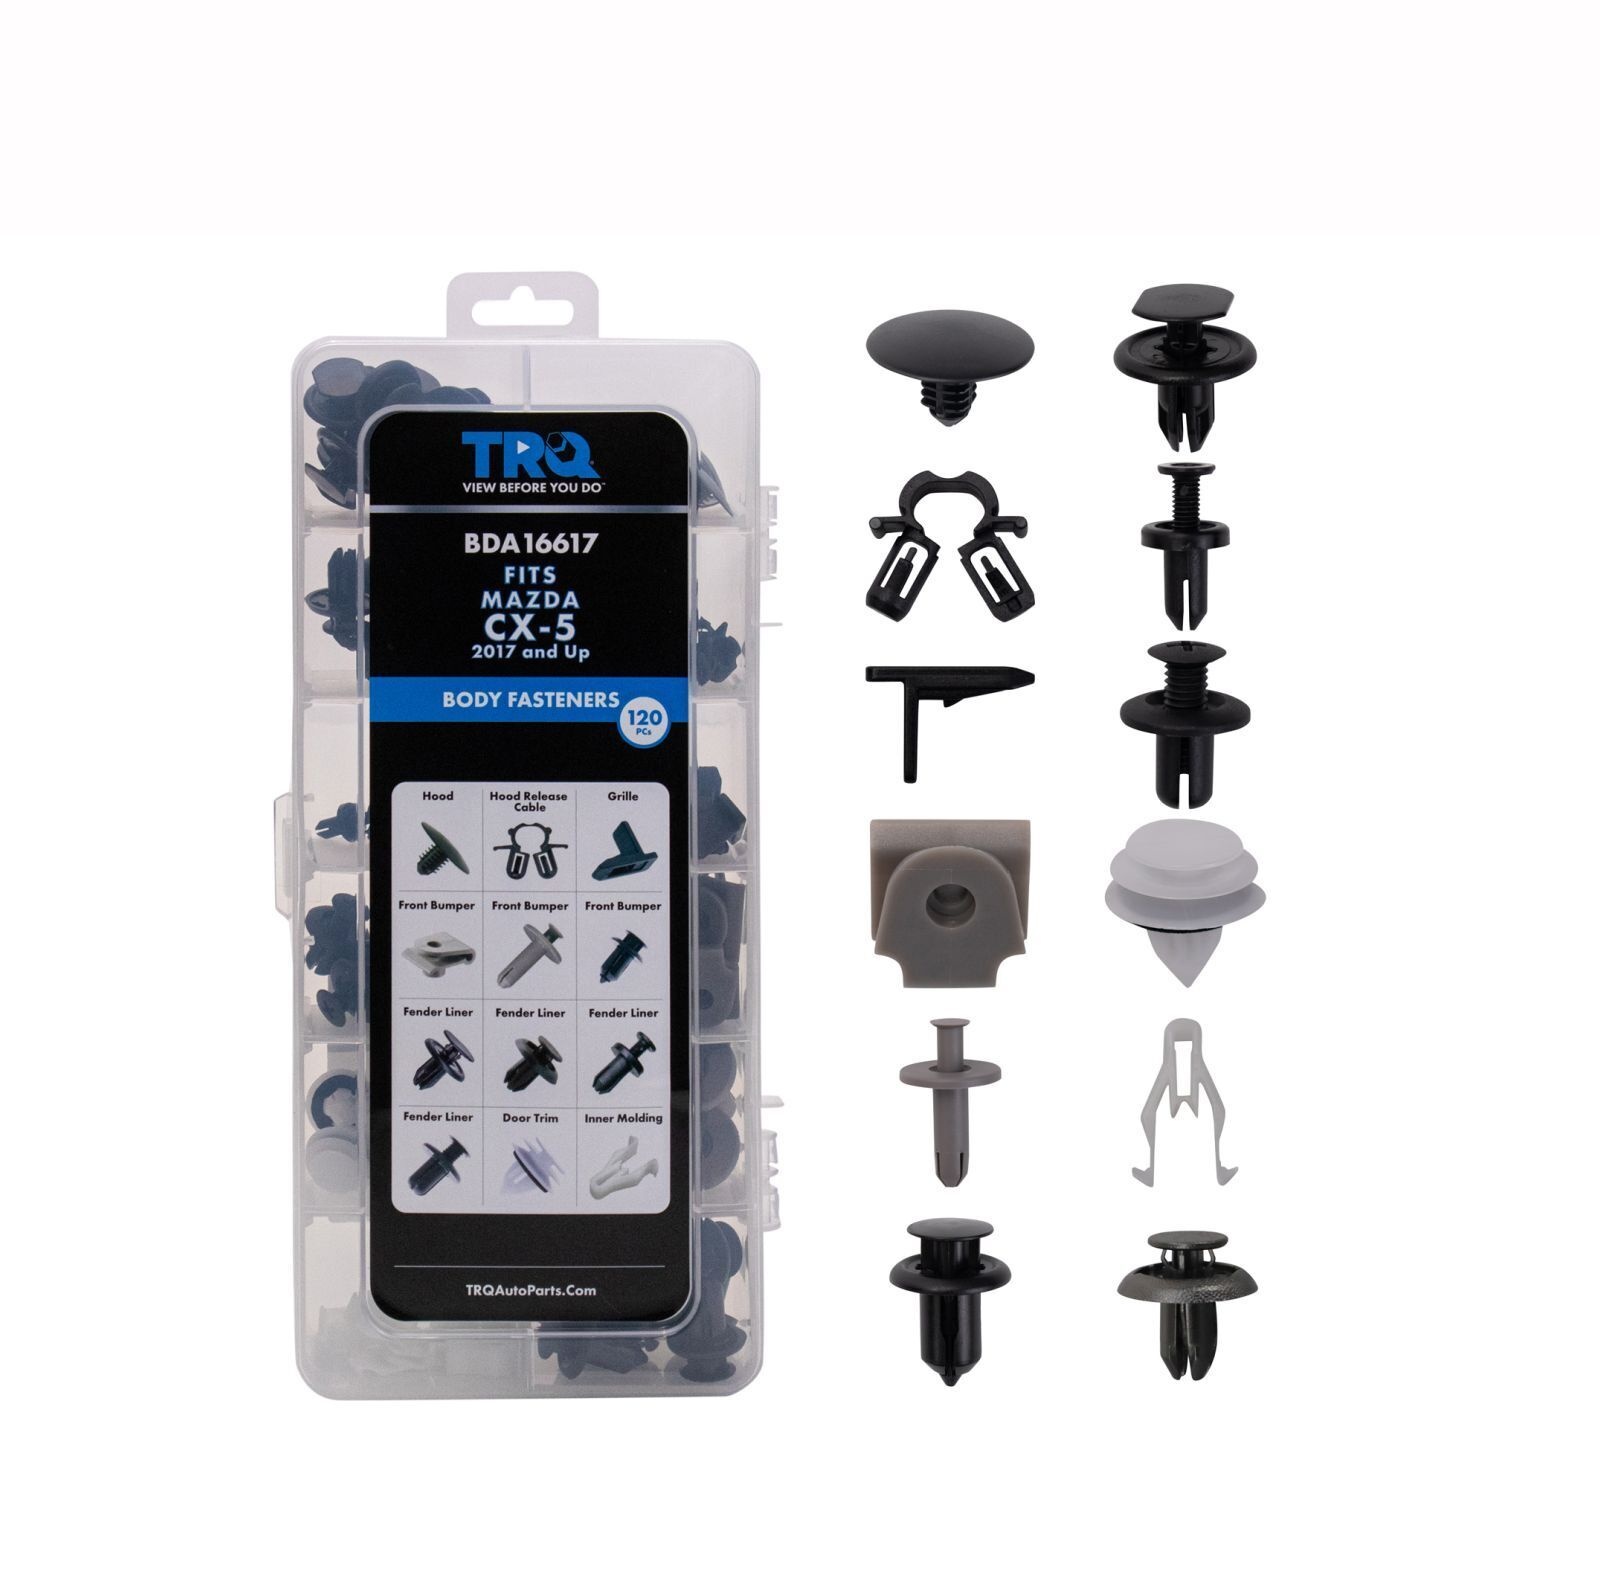 TRQ
VIEW BEFORE YOU DO™
BDA16617
FITS
MAZDA
CX-5
2017 and Up
BODY FASTENERS
120
PCs
Hood
Hood Release
Cable
Grille
Front Bumper
Front Bumper
Front Bumper
Fender Liner
Fender Liner
Fender Liner
Fender Liner
Door Trim
Inner Molding
TRQAutoParts.Com